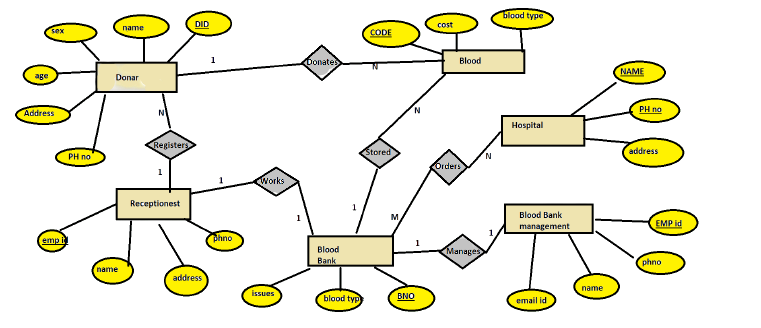 blood type
sex
name
DID
cost
CODE
1
Donates
N
Blood
age
Donar
NAME
Address
N
N
PH no
Hospital
Registers
Stored
Orders
N
address
PH no
1
1
Works
Receptionest
1
M
1
Blood Bank
management
EMP id
emp id
phno
1
1
Blood
Bank
Manages
phno
name
address
issues
blood type
BNO
email id
name